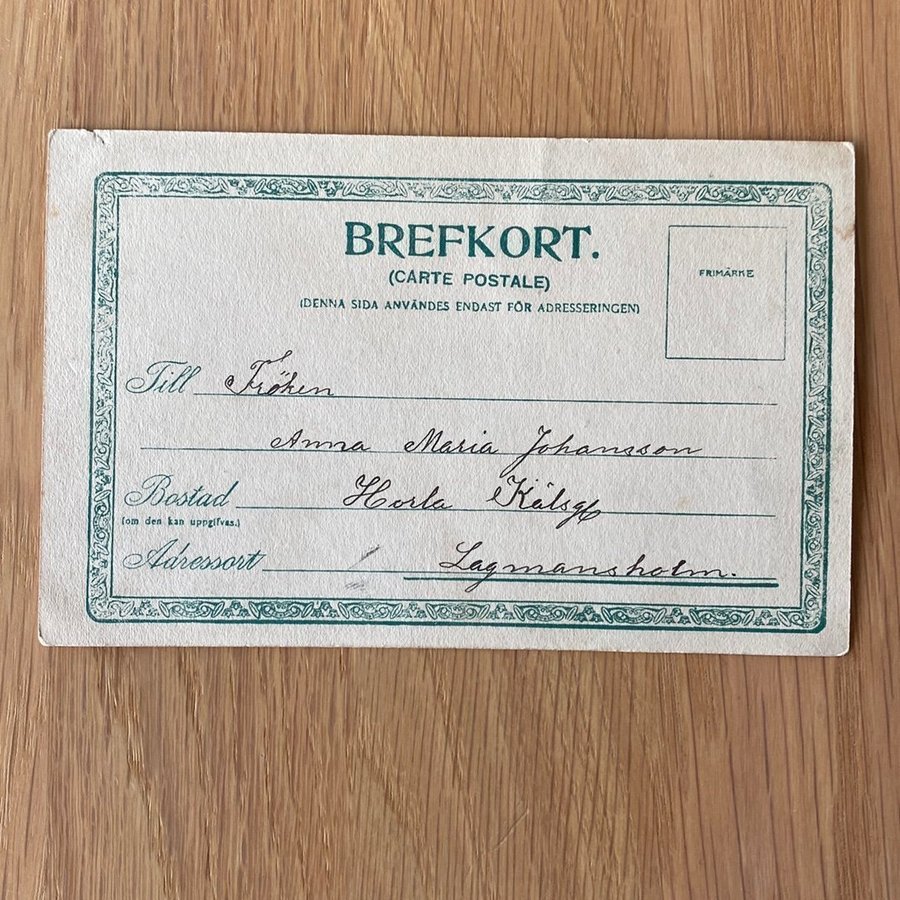 BREFKORT.
(CARTE POSTALE)
(DENNA SIDA ANVÄNDES ENDAST FÖR ADRESSERINGEN)
FRIMÄRKE
Till Fröken
Anna Maria Johansson
Bostad Horla
(om den kan uppgifvas.)
Adressort Lagmansholm.